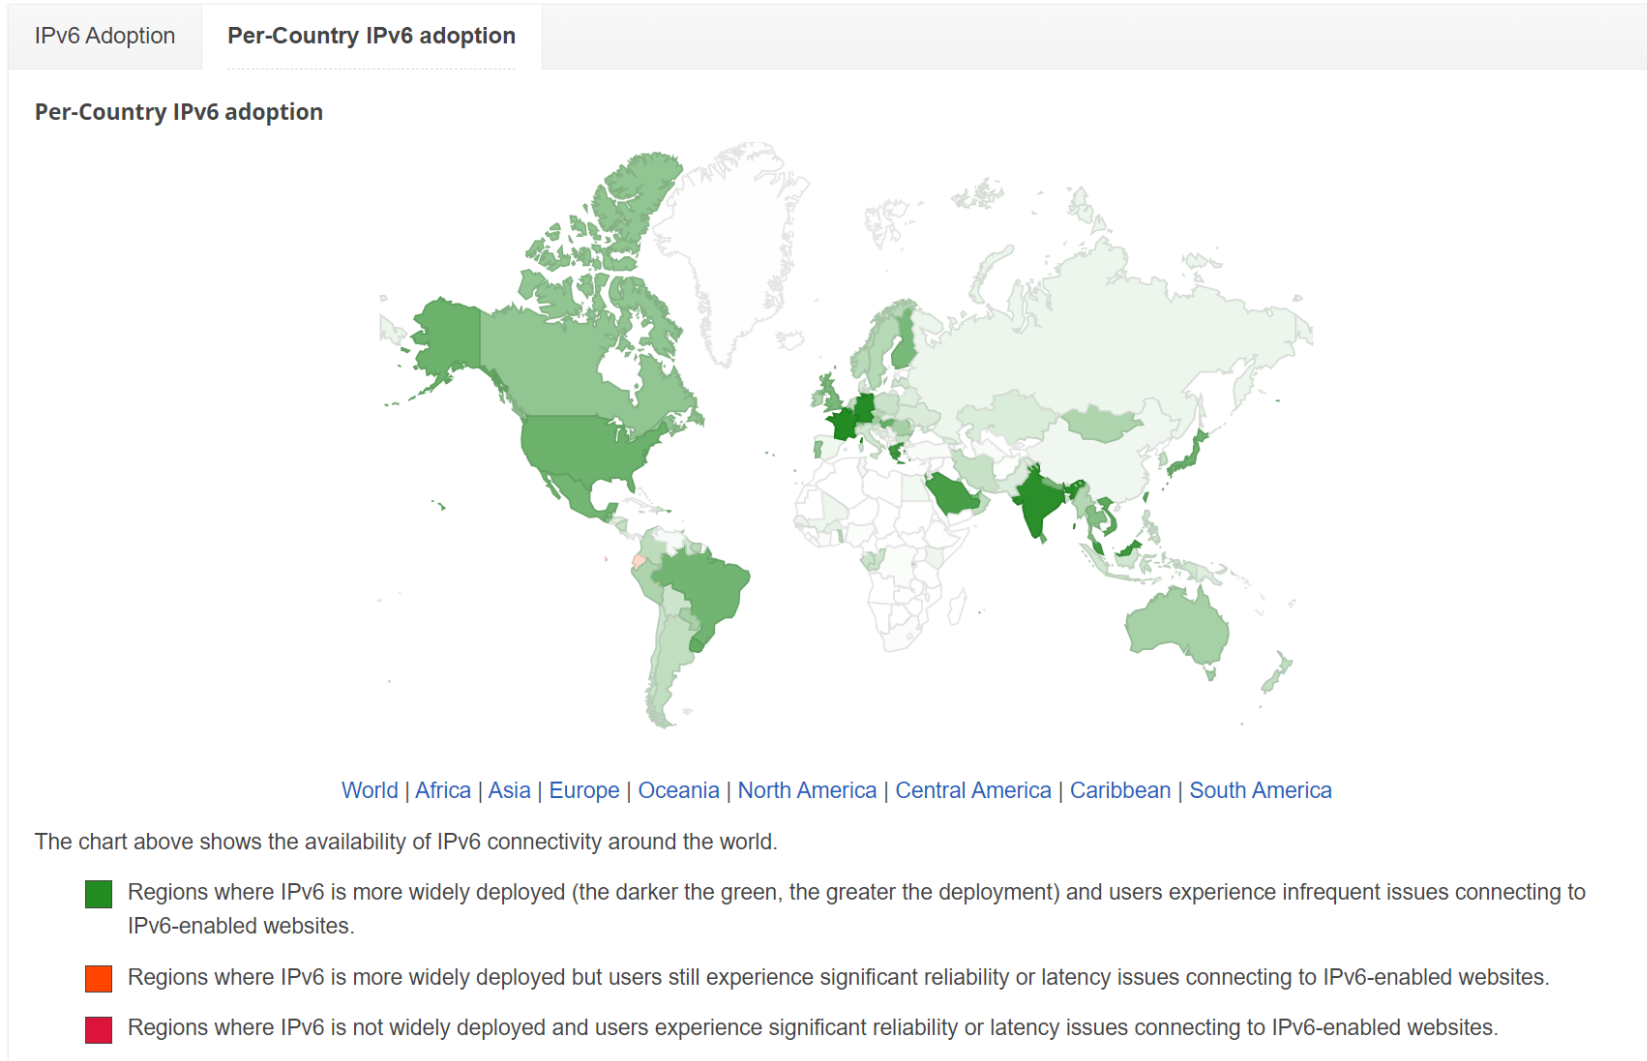 IPv6 Adoption
Per-Country IPv6 adoption
Per-Country IPv6 adoption
World | Africa | Asia | Europe | Oceania | North America | Central America | Caribbean | South America
The chart above shows the availability of IPv6 connectivity around the world.
Regions where IPv6 is more widely deployed (the darker the green, the greater the deployment) and users experience infrequent issues connecting to
IPv6-enabled websites.
Regions where IPv6 is more widely deployed but users still experience significant reliability or latency issues connecting to IPv6-enabled websites.
Regions where IPv6 is not widely deployed and users experience significant reliability or latency issues connecting to IPv6-enabled websites.